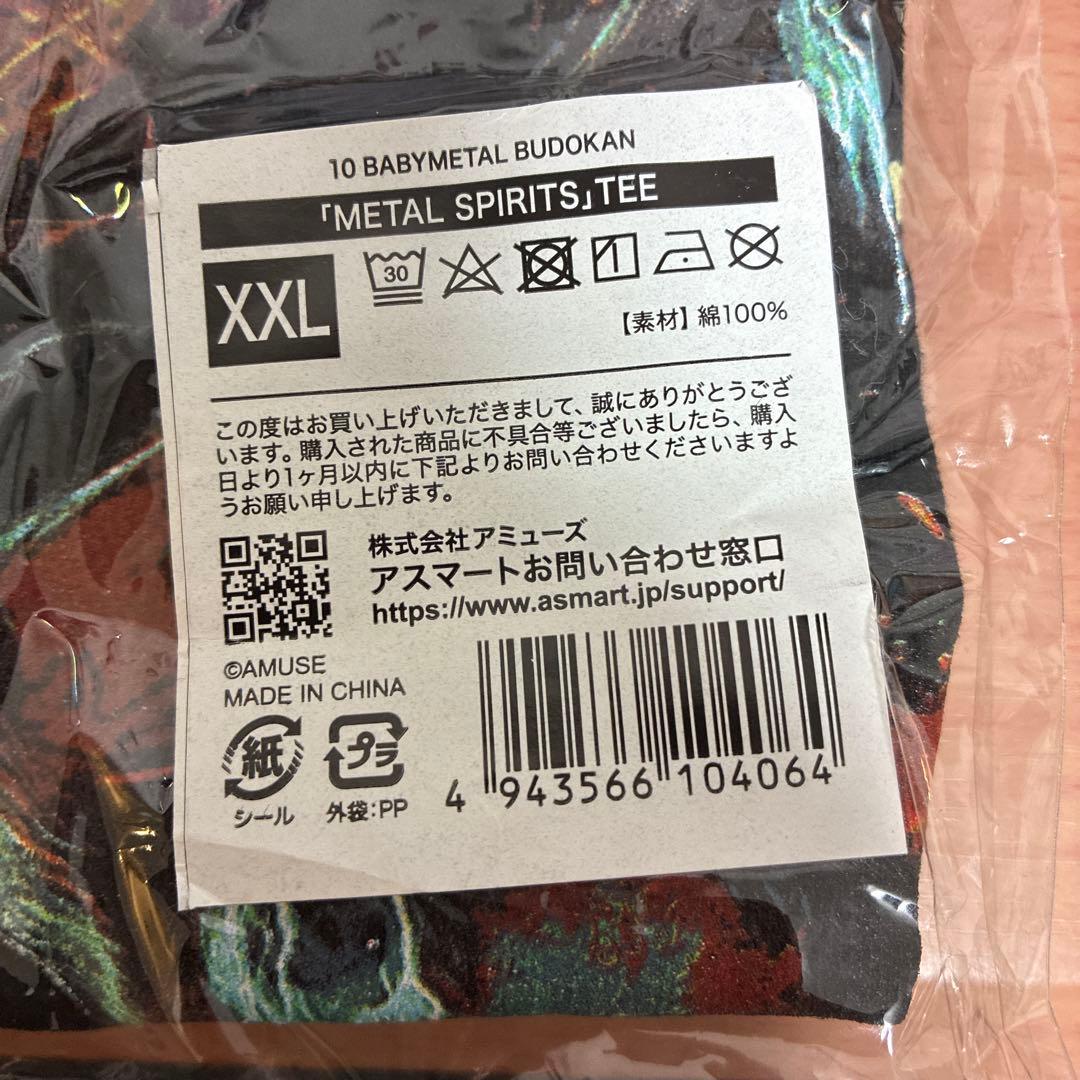 10 BABYMETAL BUDOKAN
「METAL SPIRITS」TEE
XXL
30
【素材】綿100%
この度はお買い上げいただきまして、誠にありがとうござ
います。購入された商品に不具合等ございましたら、購入
日より1ヶ月以内に下記よりお問い合わせくださいますよ
うお願い申し上げます。
株式会社アミューズ
アスマートお問い合わせ窓口
https://www.asmart.jp/support/
©AMUSE
MADE IN CHINA
紙
プラ
シール
外袋:PP
4 943566 104064